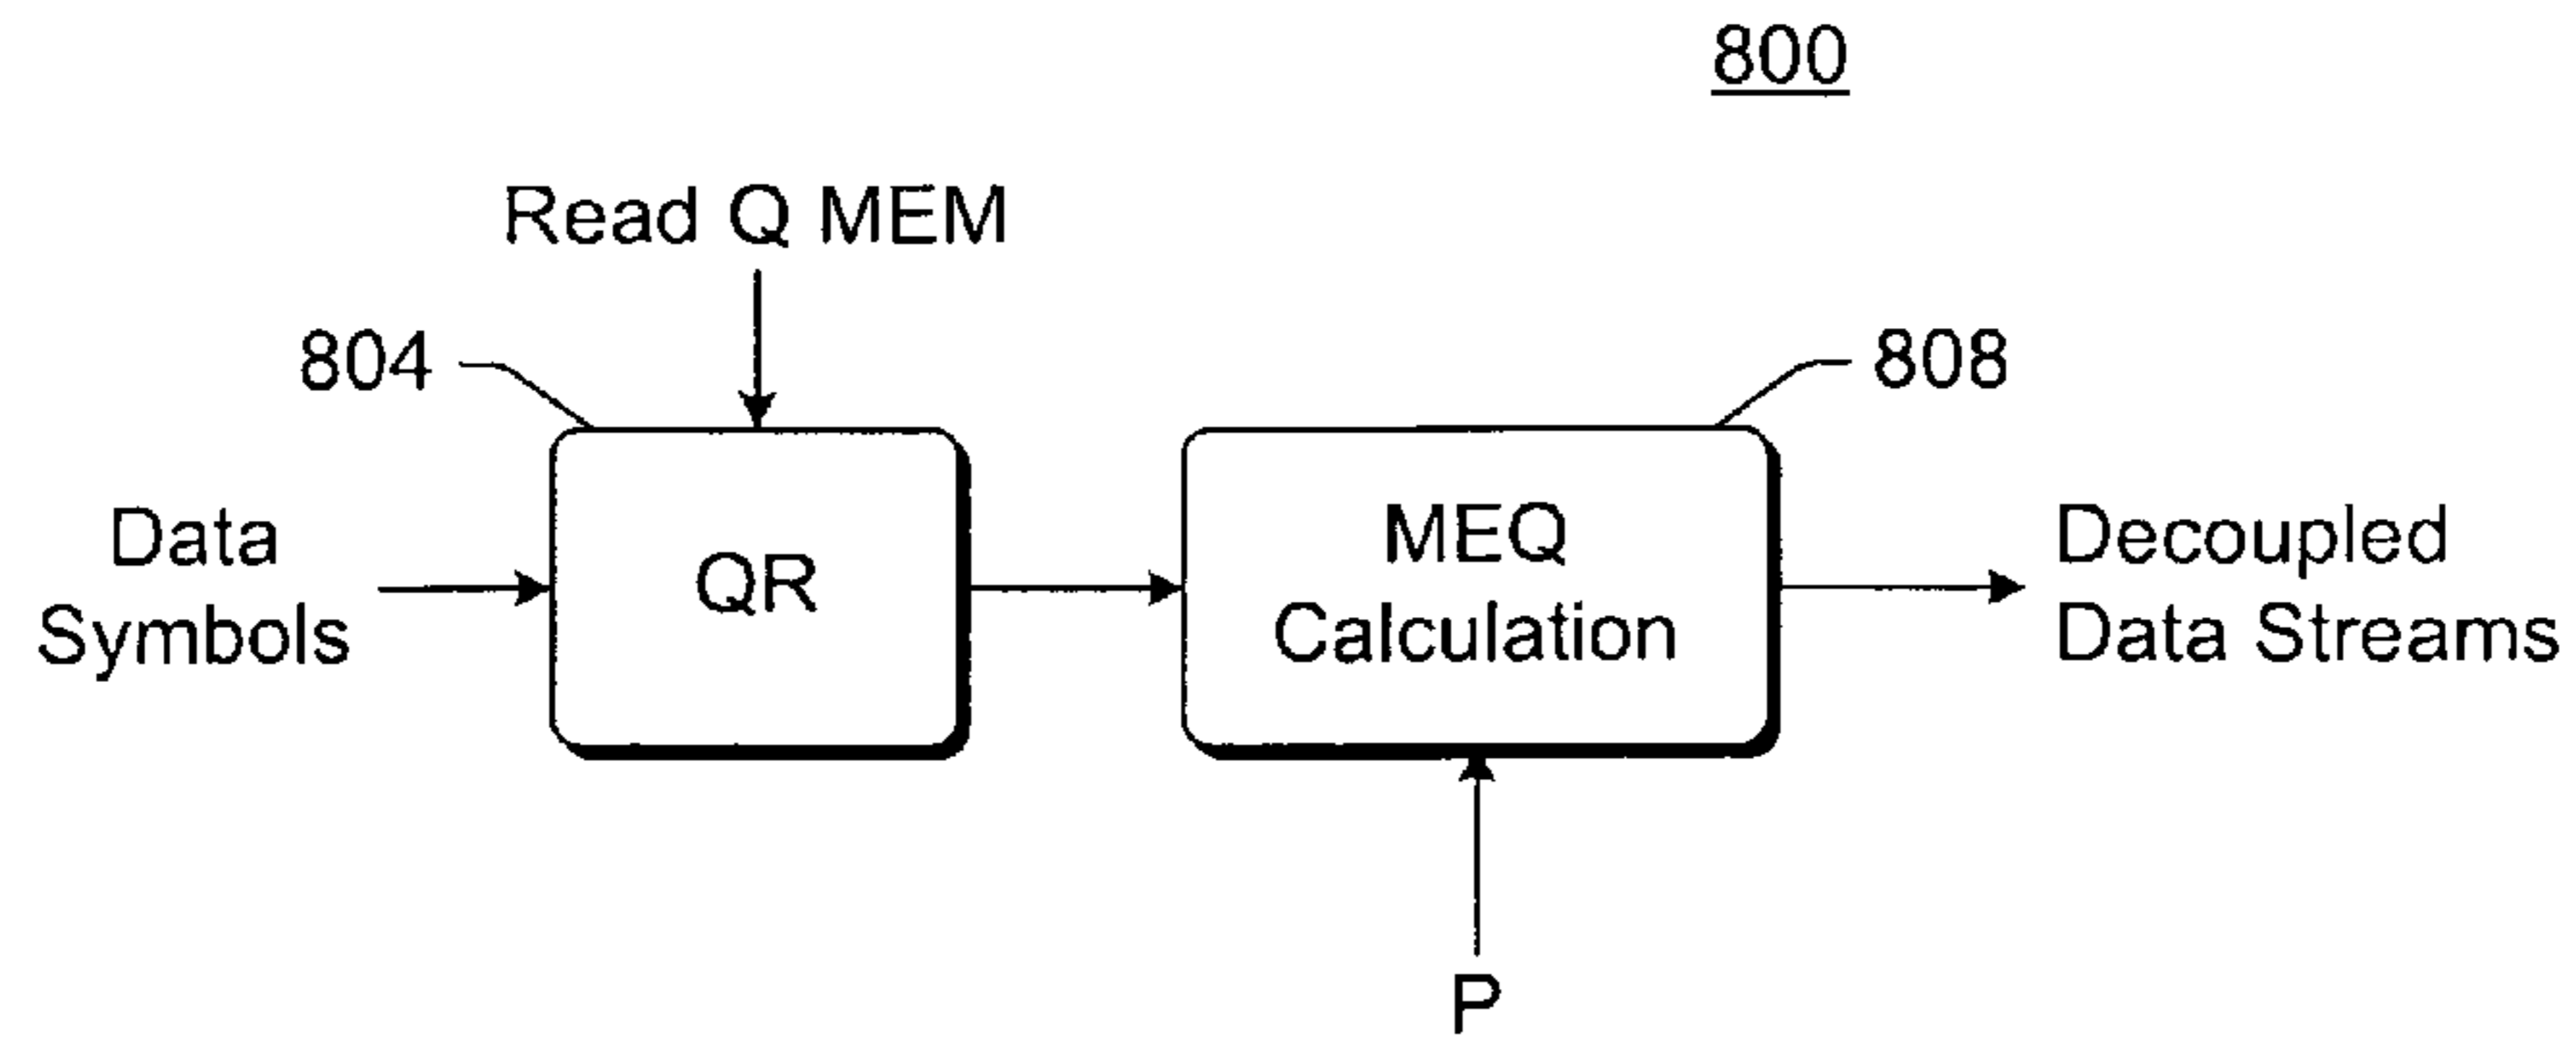 800
Read Q MEM
804
808
Data
Symbols
QR
MEQ
Calculation
Decoupled
Data Streams
P